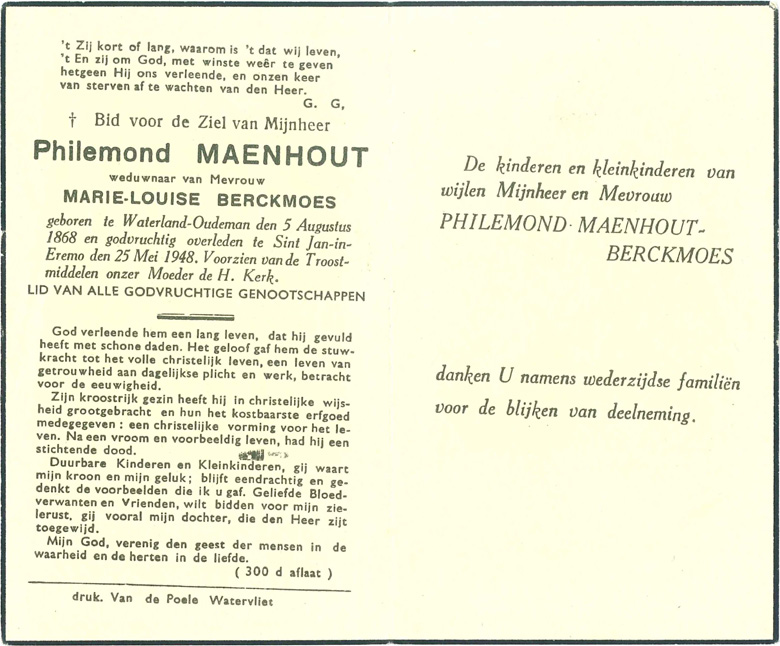 't Zij kort of lang, waarom is 't dat wij leven,
't En zij om God, met winste weêr te geven
hetgeen Hij ons verleende, en onzen keer
van sterven af te wachten van den Heer.
G. G,
† Bid voor de Ziel van Mijnheer
Philemond MAENHOUT
weduwnaar van Mevrouw
MARIE-LOUISE BERCKMOES
geboren te Waterland-Oudeman den 5 Augustus
1868 en godvruchtig overleden te Sint Jan-in-
Eremo den 25 Mei 1948. Voorzien van de Troost-
middelen onzer Moeder de H. Kerk.
LID VAN ALLE GODVRUCHTIGE GENOOTSCHAPPEN
God verleende hem een lang leven, dat hij gevuld
heeft met schone daden. Het geloof gaf hem de stuw-
kracht tot het volle christelijk leven, een leven van
getrouwheid aan dagelijkse plicht en werk, betracht
voor de eeuwigheid.
Zijn kroostrijk gezin heeft hij in christelijke wijs-
heid grootgebracht en hun het kostbaarste erfgoed
medegegeven : een christelijke vorming voor het le-
ven. Na een vroom en voorbeeldig leven, had hij een
stichtende dood.
Duurbare Kinderen en Kleinkinderen, gij waart
mijn kroon en mijn geluk; blijft eendrachtig en ge-
denkt de voorbeelden die ik u gaf. Geliefde Bloed-
verwanten en Vrienden, wilt bidden voor mijn zie-
lerust, gij vooral mijn dochter, die den Heer zijt
toegewijd.
Mijn God, verenig den geest der mensen in de
waarheid en de herten in de liefde.
( 300 d aflaat )
druk. Van de Poele Watervliet
De kinderen en kleinkinderen van
wijlen Mijnheer en Mevrouw
PHILEMOND MAENHOUT-
BERCKMOES
danken U namens wederzijdse familiën
voor de blijken van deelneming.